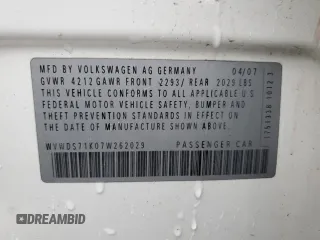 MFD BY VOLKSWAGEN AG GERMANY 04/07
GVWR 4212 GAWR FRONT 2293/ REAR 2029 LBS
THIS VEHICLE CONFORMS TO ALL APPLICABLE U.S
FEDERAL MOTOR VEHICLE SAFETY, BUMPER AND
THEFT PREVENTION STANDARDS IN EFFECT ON
THE DATE OF MANUFACTURE SHOWN ABOVE.
WVWDS71K07W262029 PASSENGER CAR
AUTOBIDMASTER